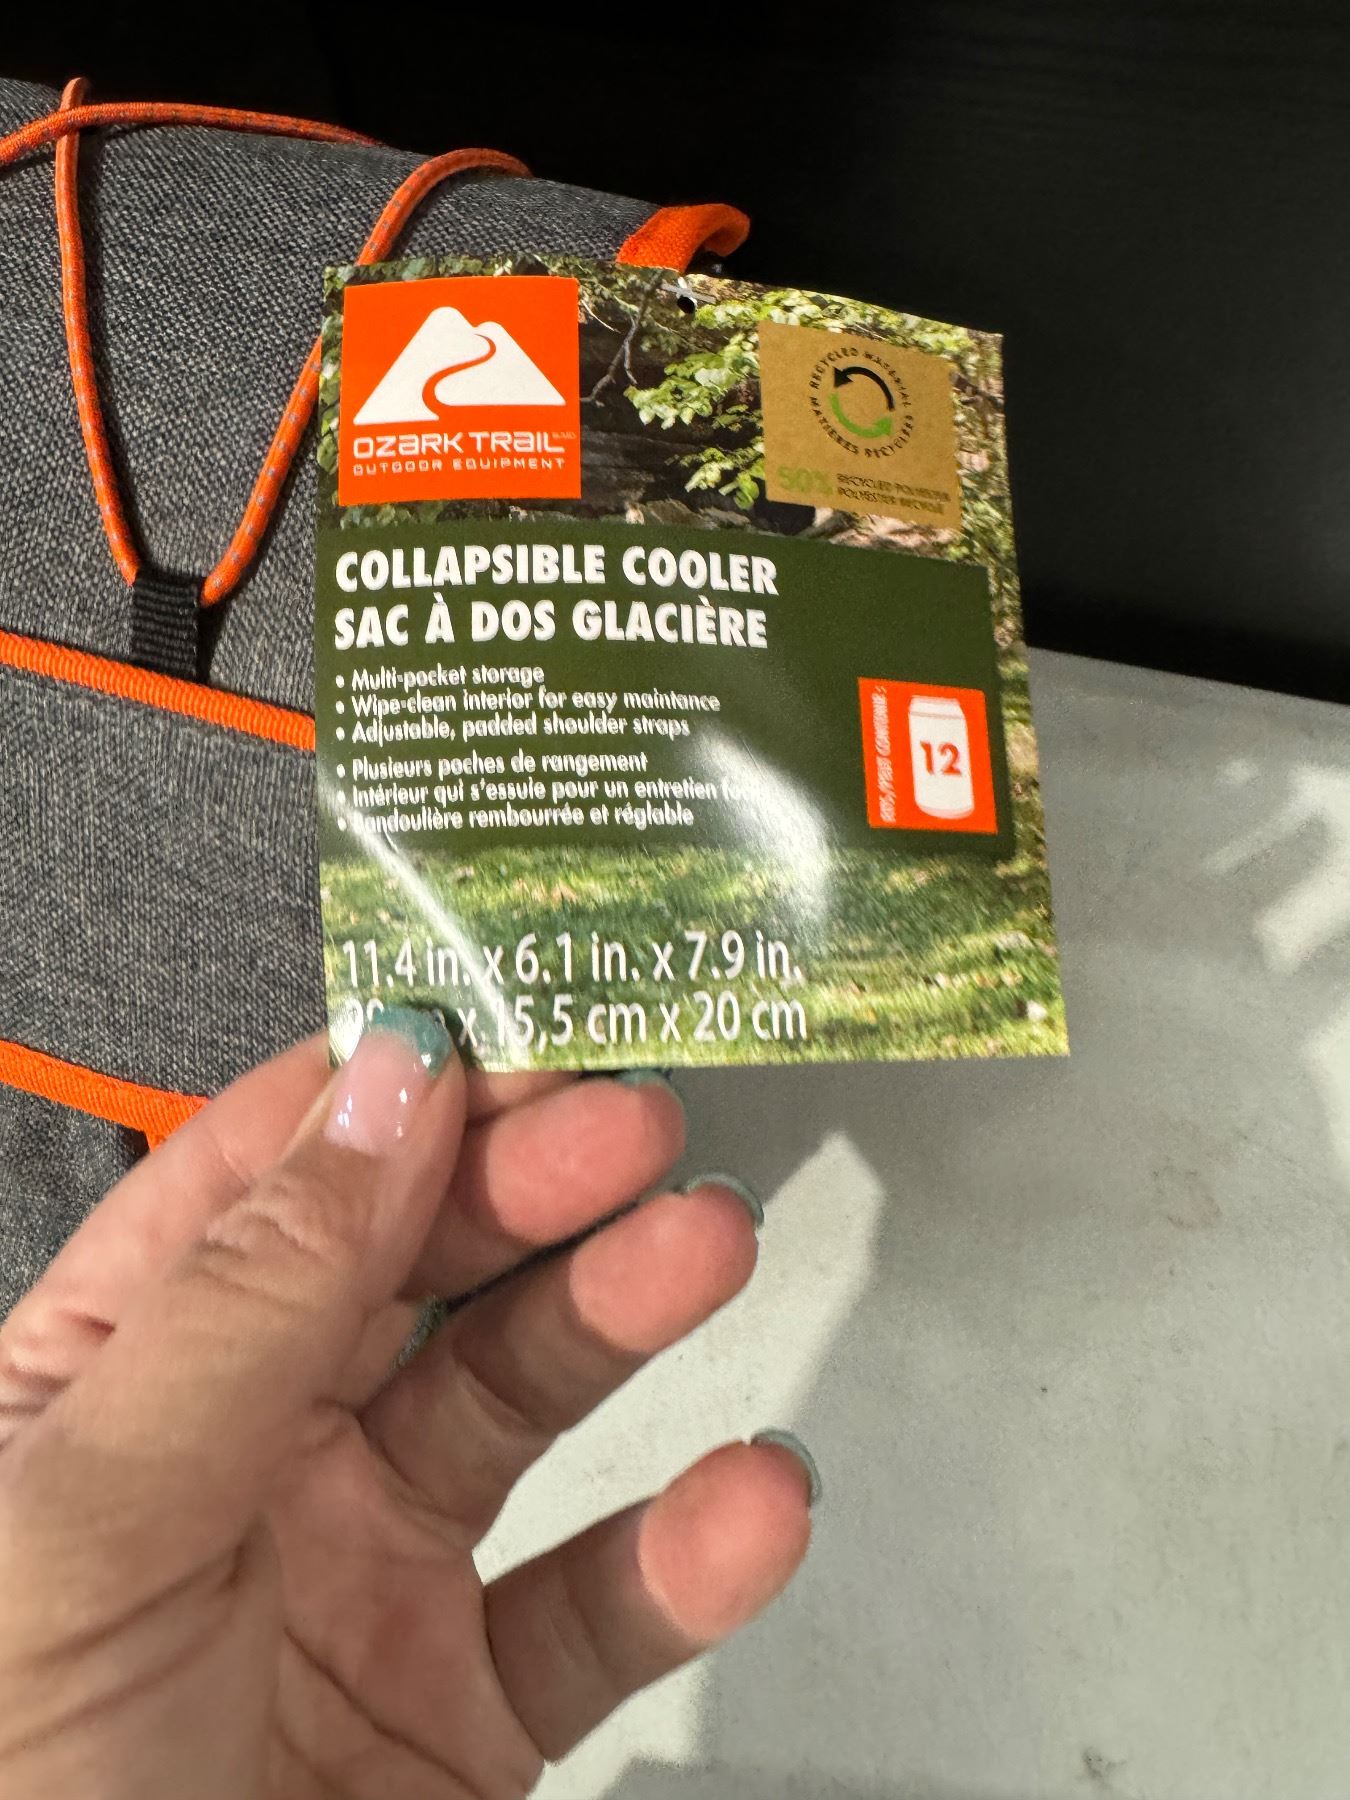 OZARK TRAIL
OUTDOOR EQUIPMENT
RECYCLED MATERIAL
MATIÈRES RECYCLÉES
50% RECYCLED POLYESTER
POLYESTER RECYCLÉ
COLLAPSIBLE COOLER
SAC À DOS GLACIÈRE
• Multi-pocket storage
• Wipe-clean interior for easy maintance
• Adjustable, padded shoulder straps
• Plusieurs poches de rangement
• Intérieur qui s'essuie pour un entretien
• Bandoulière rembourrée et réglable
12
11.4 in. x 6.1 in. x 7.9 in.
x 15,5 cm x 20 cm